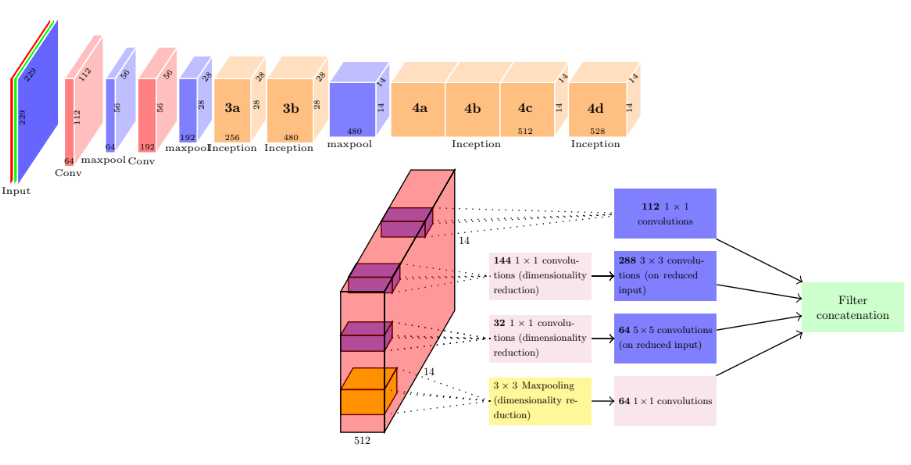 229
229
Input
112
112
64
Conv
56
56
64
maxpool
56
56
192
Conv
28
28
192
maxpool
3a
28
28
256
Inception
3b
28
28
480
Inception
14
14
480
maxpool
4a
4b
4c
14
14
512
Inception
4d
14
14
528
Inception
14
14
512
112 1 × 1
convolutions
144 1 × 1 convolu-
tions (dimensionality
reduction)
288 3 × 3 convolu-
tions (on reduced
input)
32 1 × 1 convolu-
tions (dimensionality
reduction)
64 5×5 convolutions
(on reduced input)
3 × 3 Maxpooling
(dimensionality re-
duction)
64 1×1 convolutions
Filter
concatenation